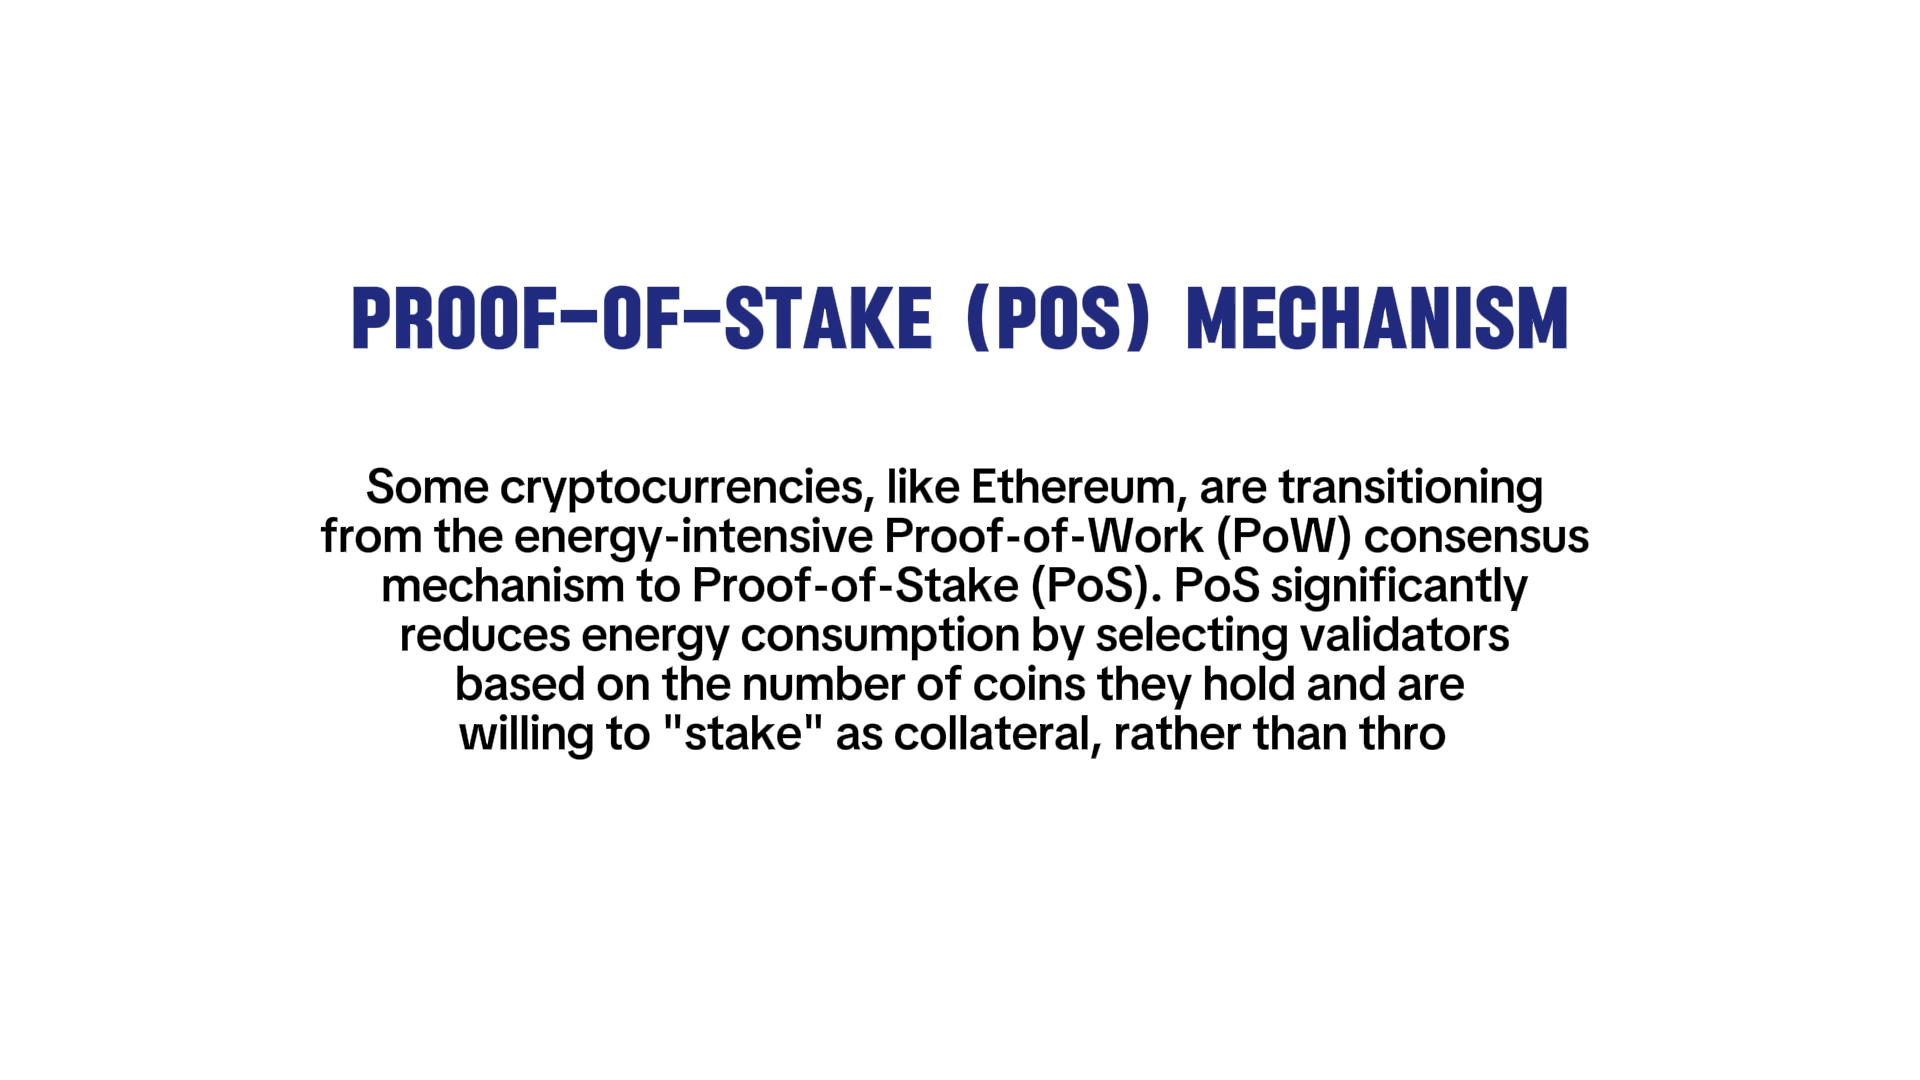 PROOF-OF-STAKE (POS) MECHANISM
Some cryptocurrencies, like Ethereum, are transitioning
from the energy-intensive Proof-of-Work (PoW) consensus
mechanism to Proof-of-Stake (PoS). PoS significantly
reduces energy consumption by selecting validators
based on the number of coins they hold and are
willing to "stake" as collateral, rather than thro